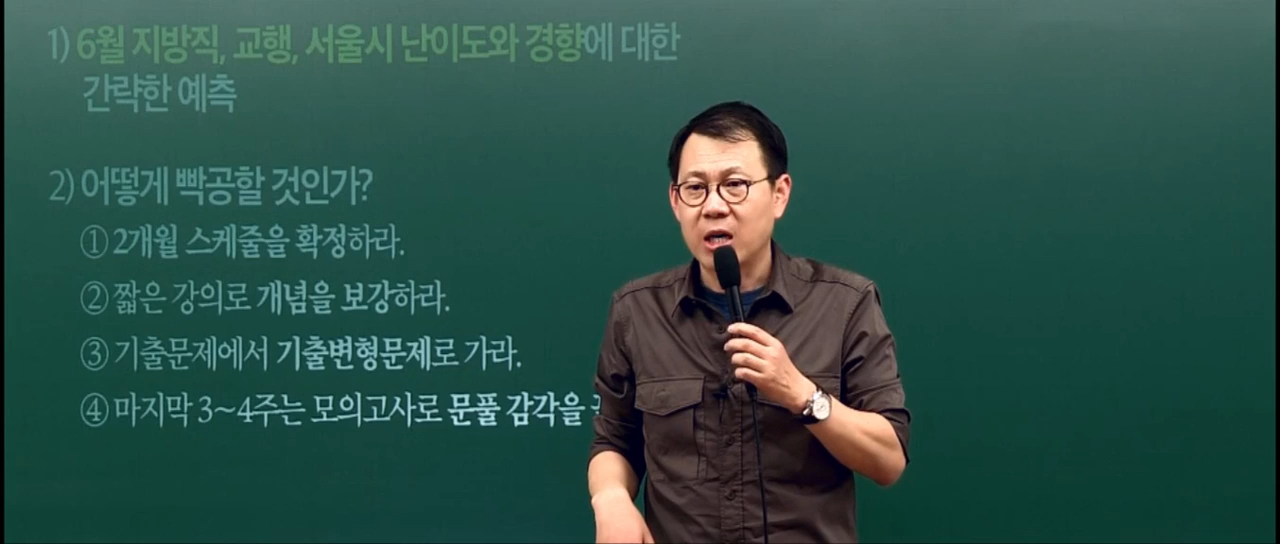 1) 6월 지방직, 교행, 서울시 난이도와 경향에 대한
간략한 예측
2) 어떻게 빡공할 것인가?
① 2개월 스케줄을 확정하라.
② 짧은 강의로 개념을 보강하라.
③ 기출문제에서 기출변형문제로 가라.
④ 마지막 3~4주는 모의고사로 문풀 감각을